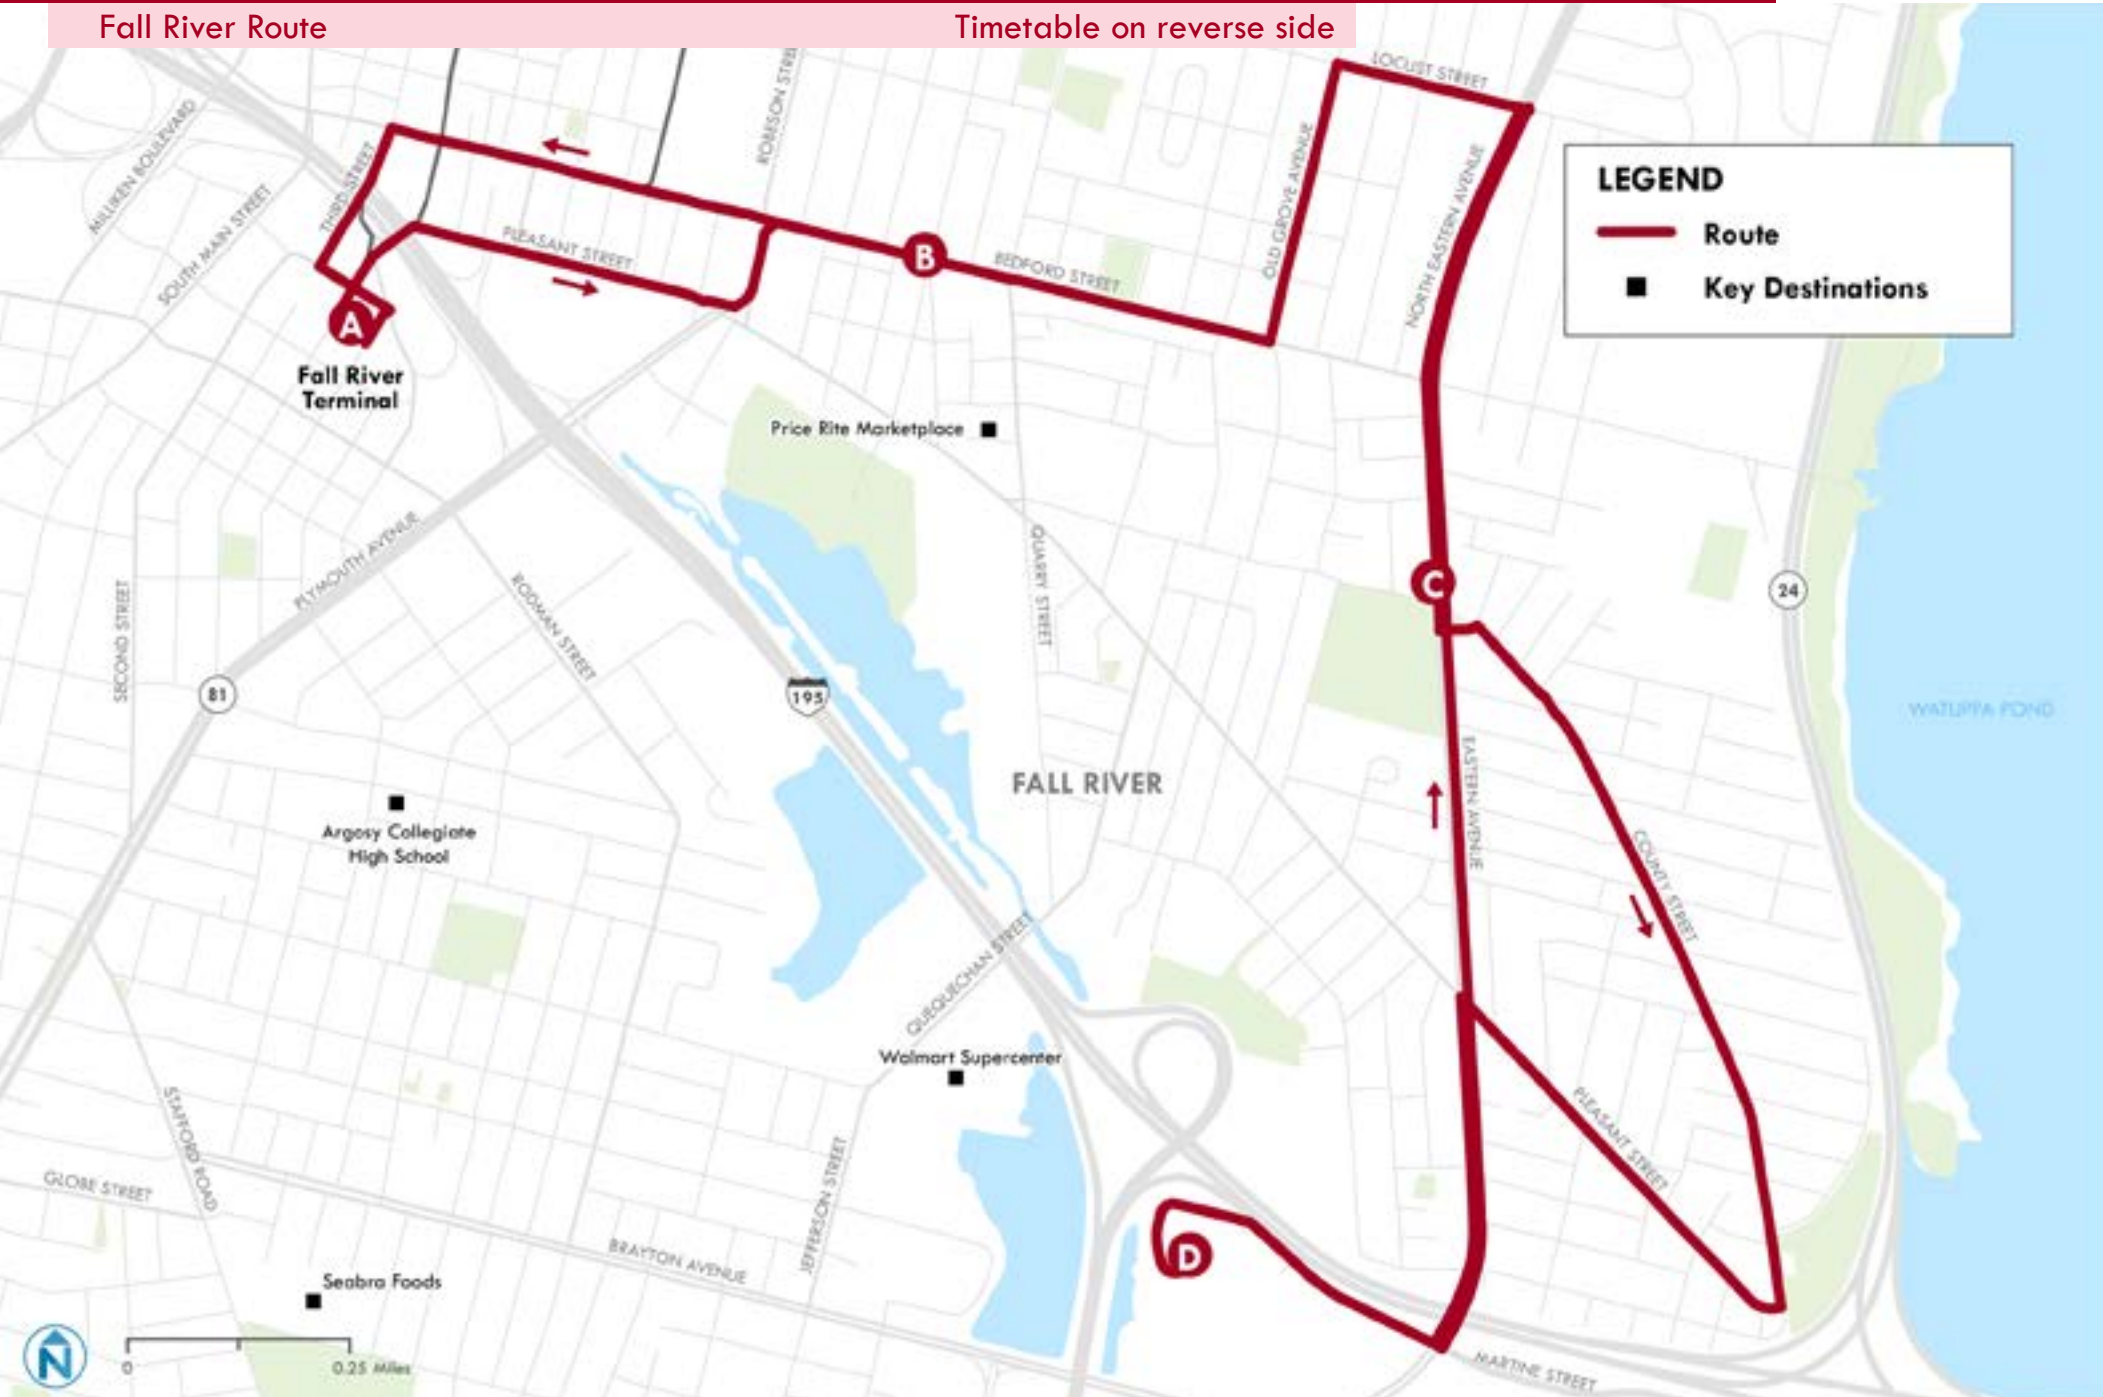 Fall River Route
Timetable on reverse side
LOCUST STREET
ROBESON STREE
MILLIKEN BOULEVARD
THIRD STREET
SOUTH MAIN STREET
OLD GROVE AVENUE
NORTH EASTERN AVENUE
LEGEND
Route
Key Destinations
PLEASANT STREET
B
BEDFORD STREET
A
Fall River
Terminal
Price Rite Marketplace
PLYMOUTH AVENUE
QUARRY STREET
RODMAN STREET
SECOND STREET
C
24
81
195
WATUPPA POND
FALL RIVER
EASTERN AVENUE
COUNTY STREET
Argosy Collegiate
High School
QUEQUECHAN STREET
Walmart Supercenter
STAFFORD ROAD
PLEASANT STREET
JEFFERSON STREET
GLOBE STREET
BRAYTON AVENUE
D
Seabra Foods
N
0
0.25 Miles
MARTINE STREET